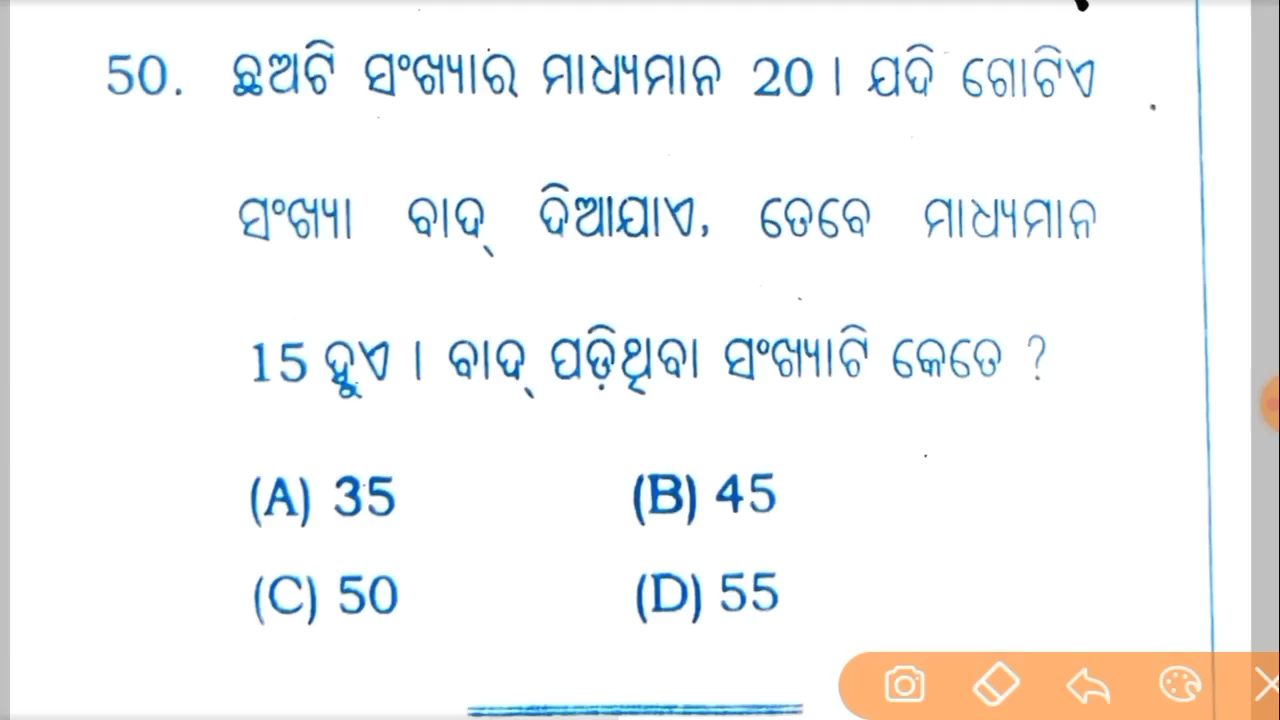 50. ଛଅଟି ସଂଖ୍ୟାର ମାଧ୍ୟମାନ 20 । ଯଦି ଗୋଟିଏ
ସଂଖ୍ୟା ବାଦ୍ ଦିଆଯାଏ, ତେବେ ମାଧ୍ୟମାନ
15 ହୁଏ । ବାଦ୍ ପଡ଼ିଥିବା ସଂଖ୍ୟାଟି କେତେ ?
(A) 35 (B) 45
(C) 50 (D) 55